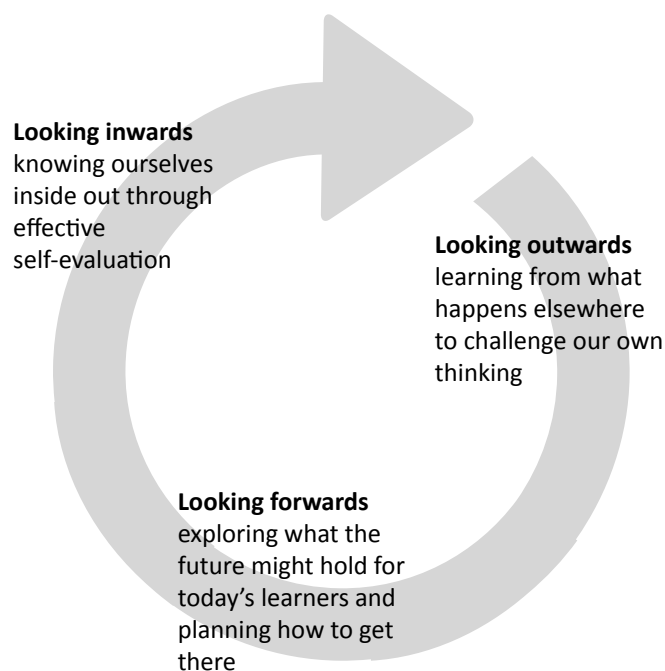 Looking inwards
knowing ourselves
inside out through
effective
self-evaluation
Looking outwards
learning from what
happens elsewhere
to challenge our own
thinking
Looking forwards
exploring what the
future might hold for
today’s learners and
planning how to get
there